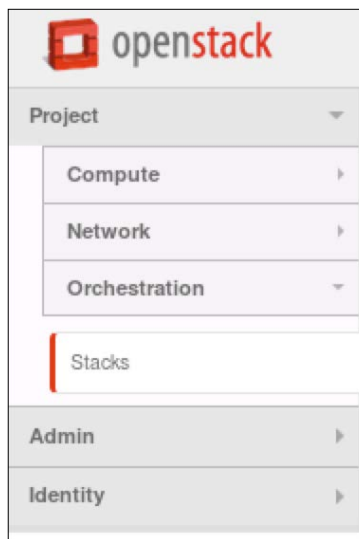 openstack
Project
Compute
Network
Orchestration
Stacks
Admin
Identity